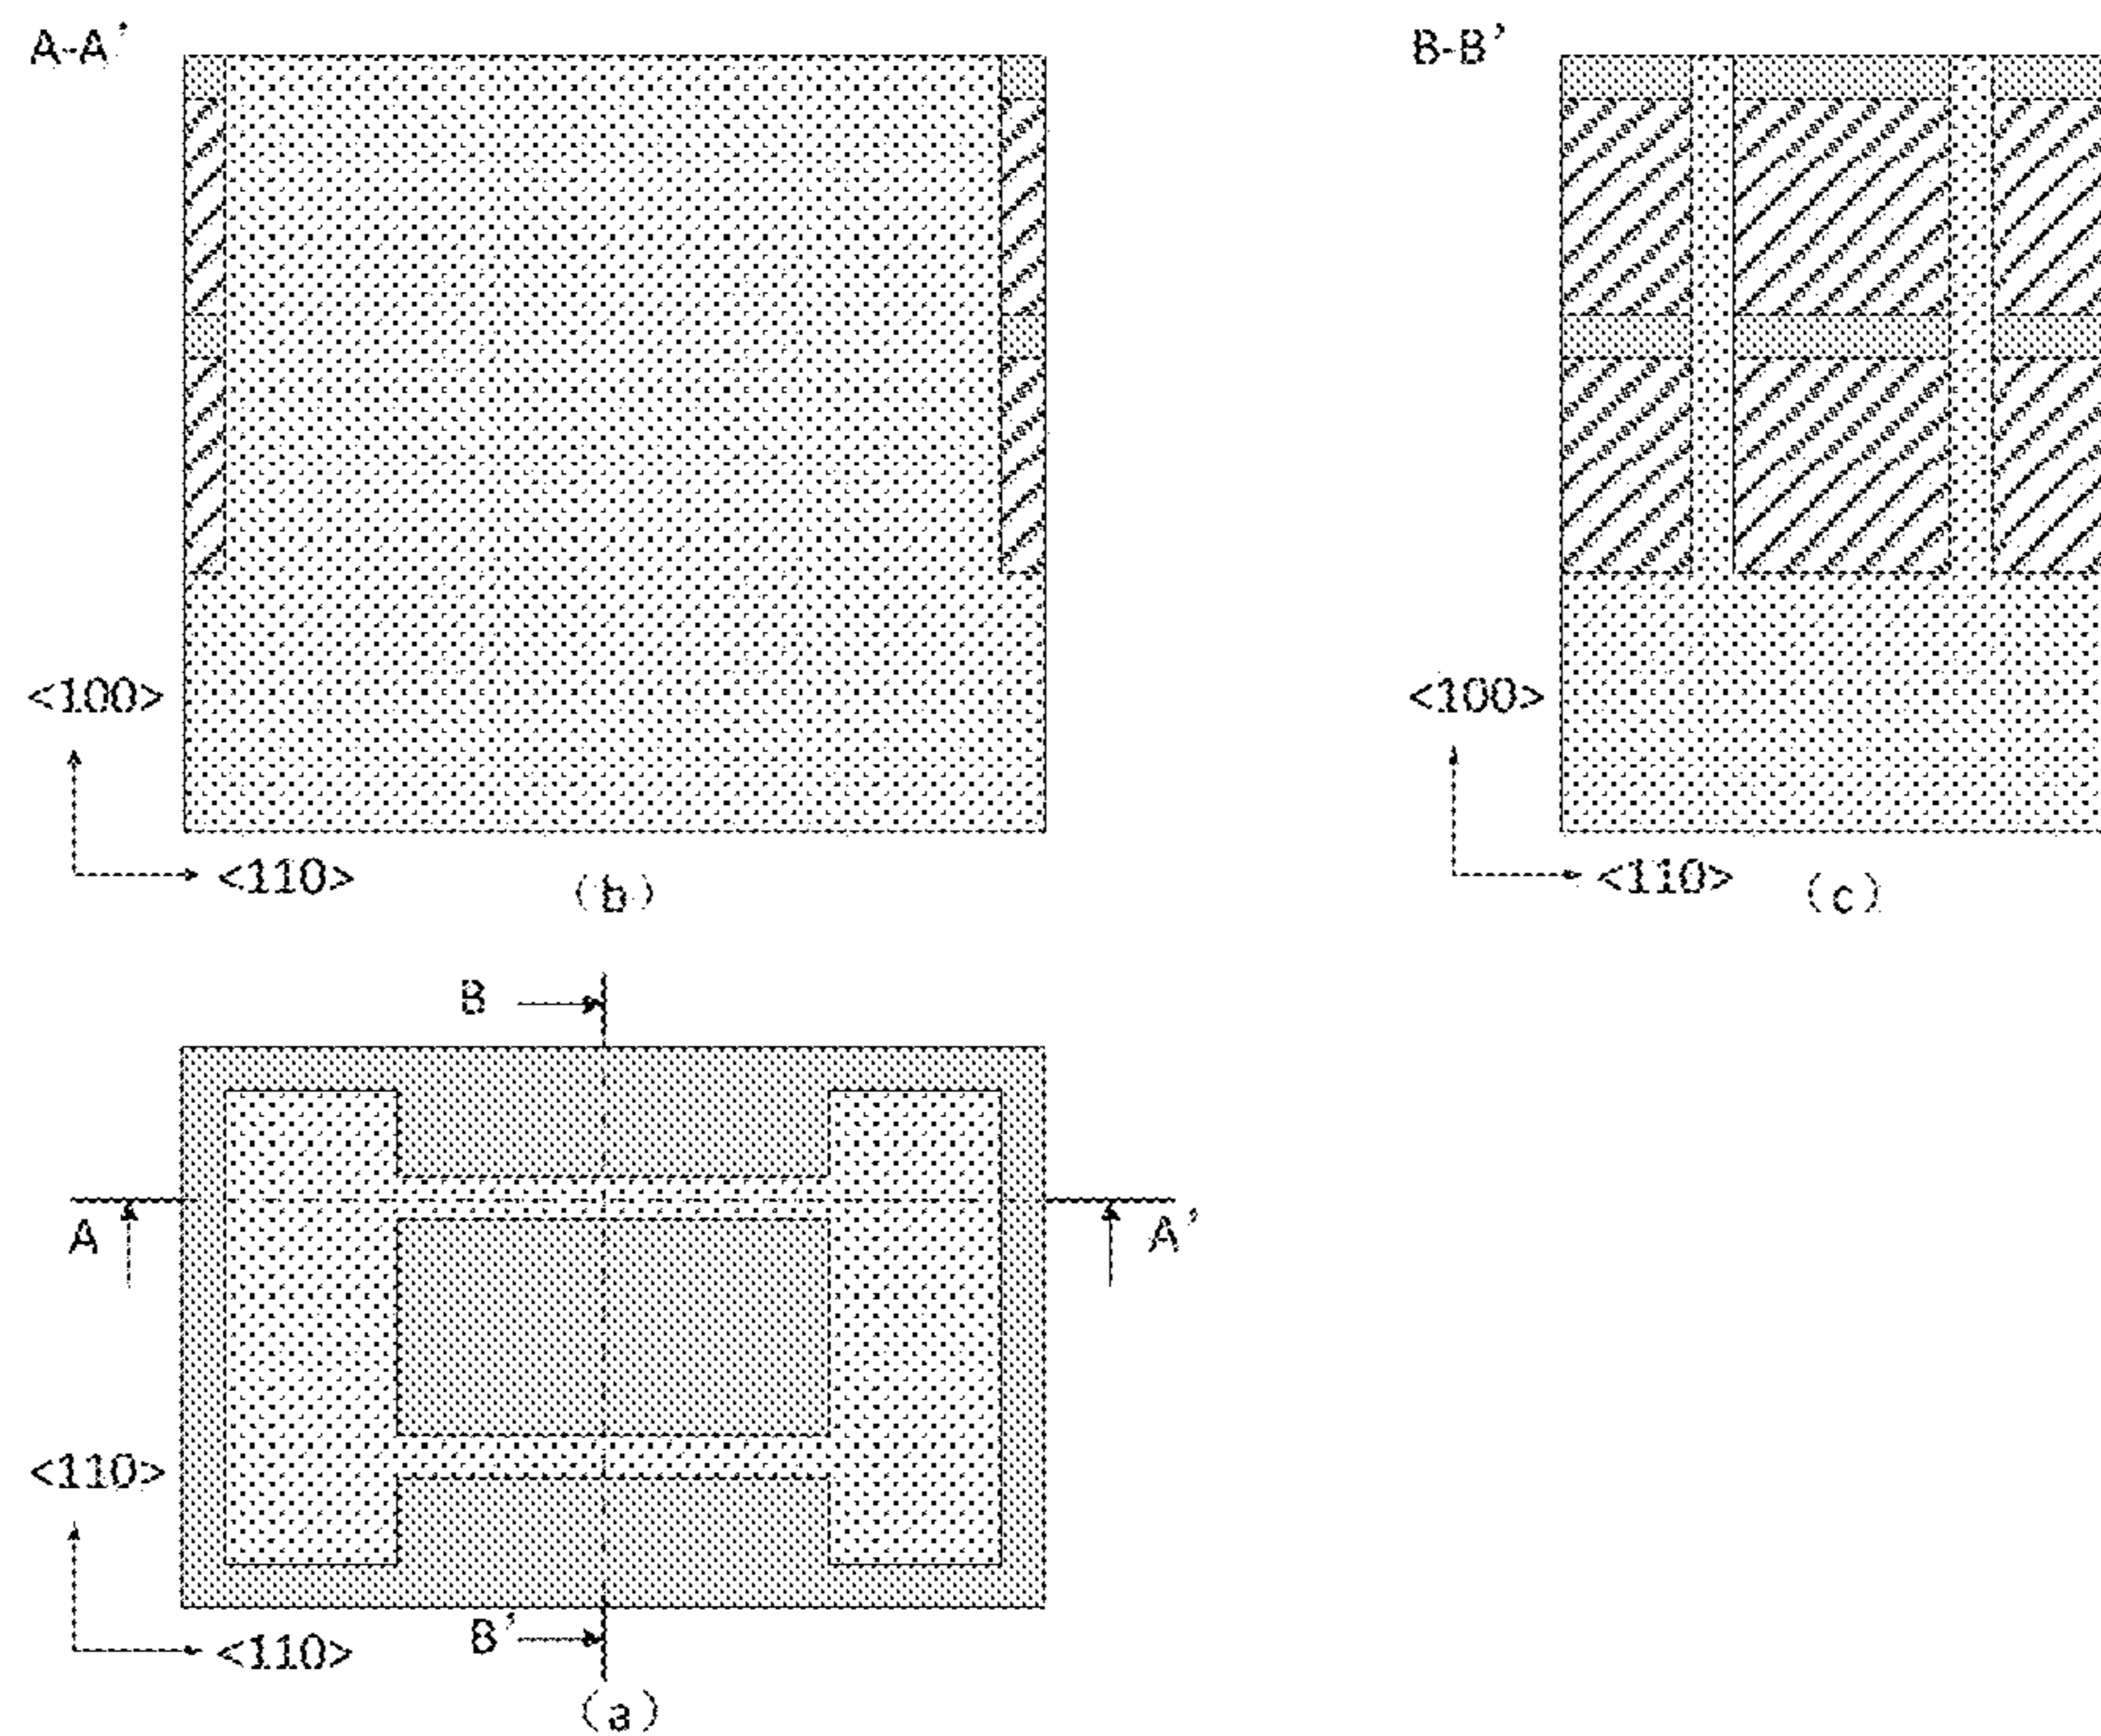 A-A'
B-B'
<100>
<110>
(b)
<100>
<110>
(c)
B
A
A'
<110>
<110>
B'
(a)